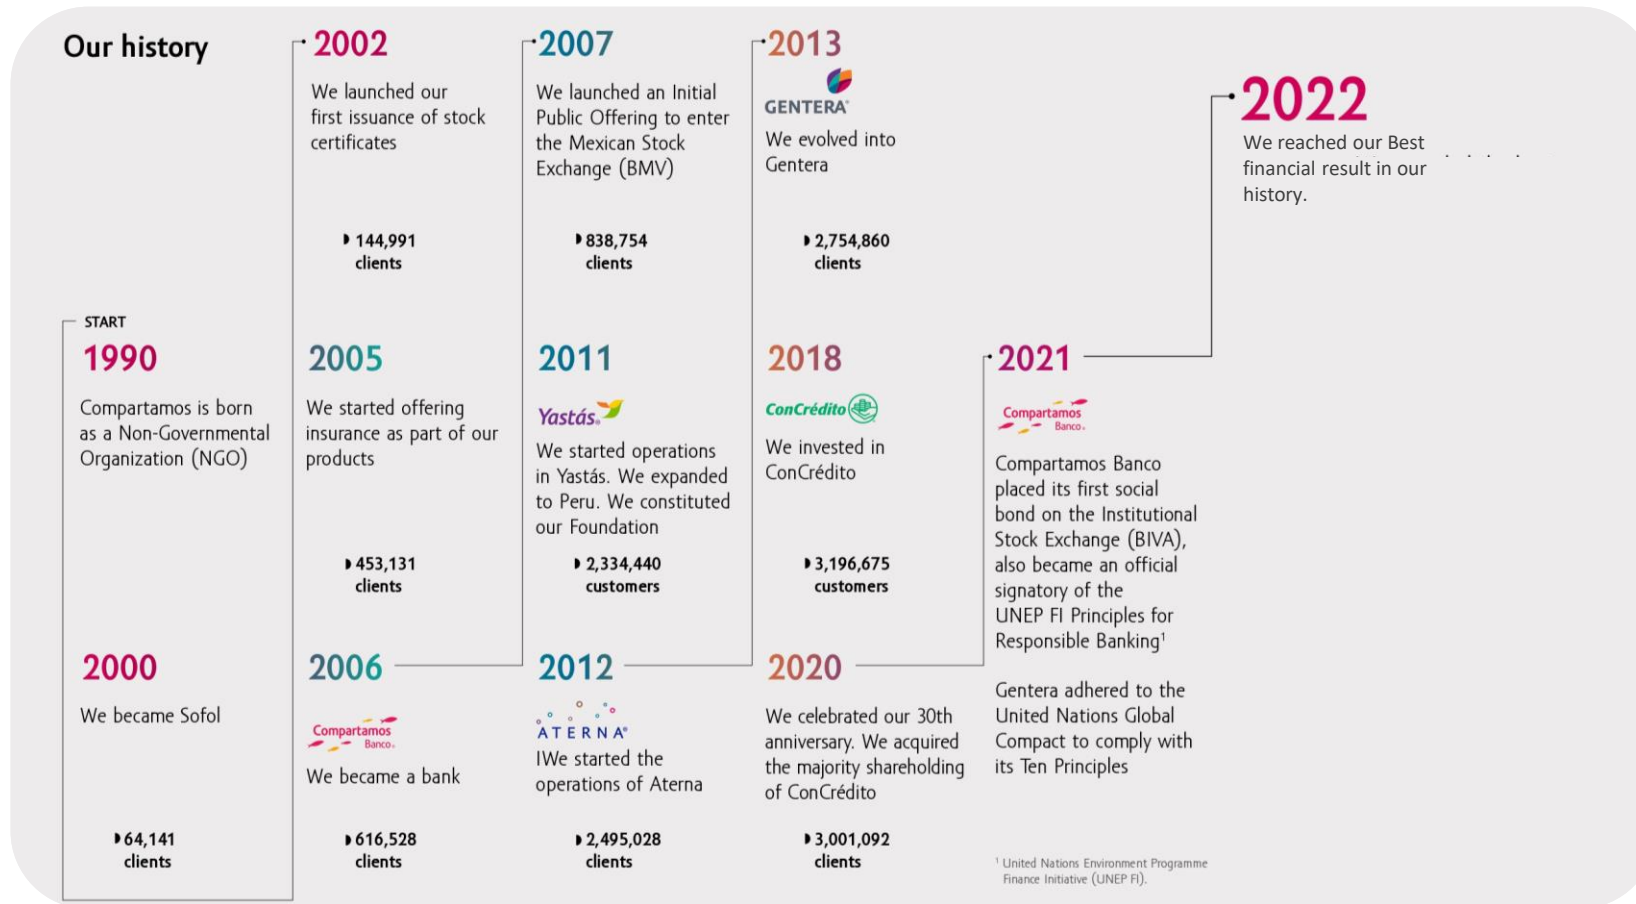 Our history
START
1990
Compartamos is born
as a Non-Governmental
Organization (NGO)
2000
We became Sofol
64,141
clients
2002
We launched our
first issuance of stock
certificates
144,991
clients
2005
We started offering
insurance as part of our
products
453,131
clients
2006
Compartamos
Banco®
We became a bank
616,528
clients
2007
We launched an Initial
Public Offering to enter
the Mexican Stock
Exchange (BMV)
838,754
clients
2011
Yastás®
We started operations
in Yastás. We expanded
to Peru. We constituted
our Foundation
2,334,440
customers
2012
ATERNA®
IWe started the
operations of Aterna
2,495,028
clients
2013
GENTERA®
We evolved into
Gentera
2,754,860
clients
2018
ConCrédito
We invested in
ConCrédito
3,196,675
customers
2020
We celebrated our 30th
anniversary. We acquired
the majority shareholding
of ConCrédito
3,001,092
clients
2021
Compartamos
Banco®
Compartamos Banco
placed its first social
bond on the Institutional
Stock Exchange (BIVA),
also became an official
signatory of the
UNEP FI Principles for
Responsible Banking¹
Gentera adhered to the
United Nations Global
Compact to comply with
its Ten Principles
¹ United Nations Environment Programme
Finance Initiative (UNEP FI).
2022
We reached our Best
financial result in our
history.